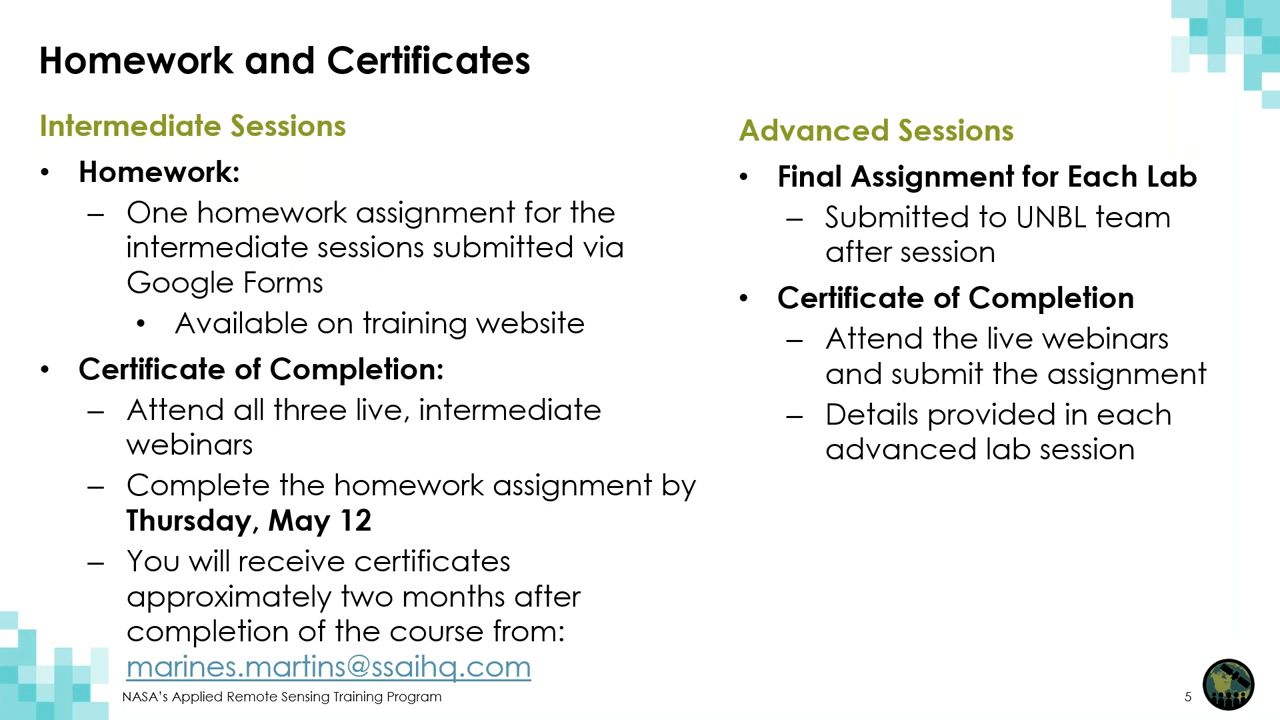 Homework and Certificates
Intermediate Sessions
• Homework:
– One homework assignment for the
intermediate sessions submitted via
Google Forms
• Available on training website
• Certificate of Completion:
– Attend all three live, intermediate
webinars
– Complete the homework assignment by
Thursday, May 12
– You will receive certificates
approximately two months after
completion of the course from:
marines.martins@ssaihq.com
Advanced Sessions
• Final Assignment for Each Lab
– Submitted to UNBL team
after session
• Certificate of Completion
– Attend the live webinars
and submit the assignment
– Details provided in each
advanced lab session
NASA's Applied Remote Sensing Training Program
5